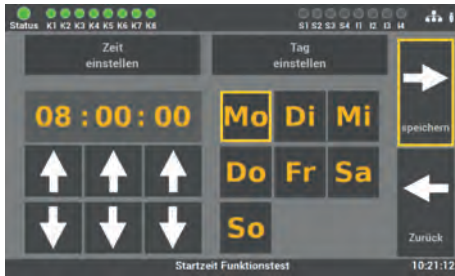 Status K1 K2 K3 K4 K5 K6 K7 K8 S1 S2 S3 S4 I1 I2 I3 I4
Zeit
einstellen
Tag
einstellen
08 : 00 : 00
Mo Di Mi
speichern
Do Fr Sa
So
Zurück
Startzeit Funktionstest
10:21:12